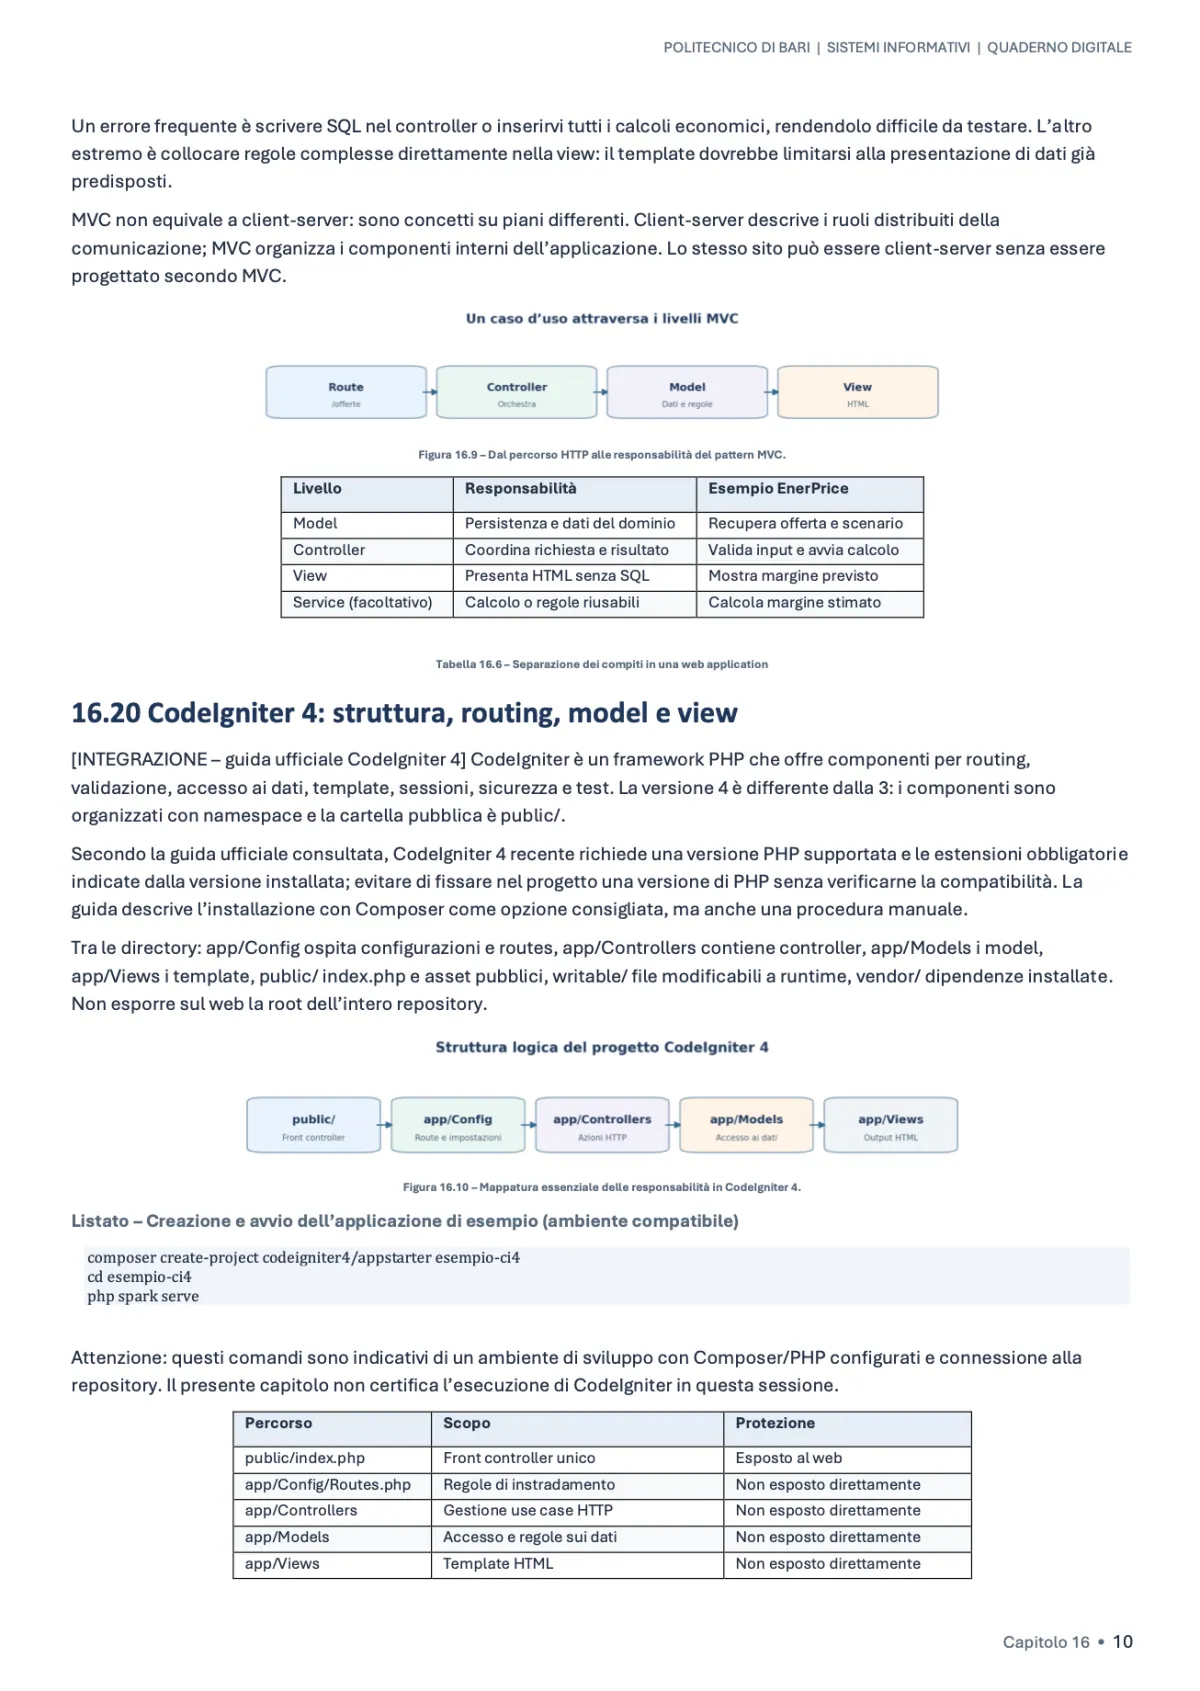 POLITECNICO DI BARI | SISTEMI INFORMATIVI | QUADERNO DIGITALE
Un errore frequente è scrivere SQL nel controller o inserirvi tutti i calcoli economici, rendendolo difficile da testare. L’altro
estremo è collocare regole complesse direttamente nella view: il template dovrebbe limitarsi alla presentazione di dati già
predisposti.
MVC non equivale a client-server: sono concetti su piani differenti. Client-server descrive i ruoli distribuiti della
comunicazione; MVC organizza i componenti interni dell’applicazione. Lo stesso sito può essere client-server senza essere
progettato secondo MVC.
Un caso d’uso attraversa i livelli MVC
Route Controller Model View
/offerte Orchestra Dati e regole HTML
Figura 16.9 – Dal percorso HTTP alle responsabilità del pattern MVC.
Livello Responsabilità Esempio EnerPrice
Model Persistenza e dati del dominio Recupera offerta e scenario
Controller Coordina richiesta e risultato Valida input e avvia calcolo
View Presenta HTML senza SQL Mostra margine previsto
Service (facoltativo) Calcolo o regole riusabili Calcola margine stimato
Tabella 16.6 – Separazione dei compiti in una web application
16.20 CodeIgniter 4: struttura, routing, model e view
[INTEGRAZIONE – guida ufficiale CodeIgniter 4] CodeIgniter è un framework PHP che offre componenti per routing,
validazione, accesso ai dati, template, sessioni, sicurezza e test. La versione 4 è differente dalla 3: i componenti sono
organizzati con namespace e la cartella pubblica è public/.
Secondo la guida ufficiale consultata, CodeIgniter 4 recente richiede una versione PHP supportata e le estensioni obbligatorie
indicate dalla versione installata; evitare di fissare nel progetto una versione di PHP senza verificarne la compatibilità. La
guida descrive l’installazione con Composer come opzione consigliata, ma anche una procedura manuale.
Tra le directory: app/Config ospita configurazioni e routes, app/Controllers contiene controller, app/Models i model,
app/Views i template, public/ index.php e asset pubblici, writable/ file modificabili a runtime, vendor/ dipendenze installate.
Non esporre sul web la root dell’intero repository.
Struttura logica del progetto CodeIgniter 4
public/ app/Config app/Controllers app/Models app/Views
Front controller Route e impostazioni Azioni HTTP Accesso ai dati Output HTML
Figura 16.10 – Mappatura essenziale delle responsabilità in CodeIgniter 4.
Listato – Creazione e avvio dell’applicazione di esempio (ambiente compatibile)
composer create-project codeigniter4/appstarter esempio-ci4
cd esempio-ci4
php spark serve
Attenzione: questi comandi sono indicativi di un ambiente di sviluppo con Composer/PHP configurati e connessione alla
repository. Il presente capitolo non certifica l’esecuzione di CodeIgniter in questa sessione.
Percorso Scopo Protezione
public/index.php Front controller unico Esposto al web
app/Config/Routes.php Regole di instradamento Non esposto direttamente
app/Controllers Gestione use case HTTP Non esposto direttamente
app/Models Accesso e regole sui dati Non esposto direttamente
app/Views Template HTML Non esposto direttamente
Capitolo 16 • 10